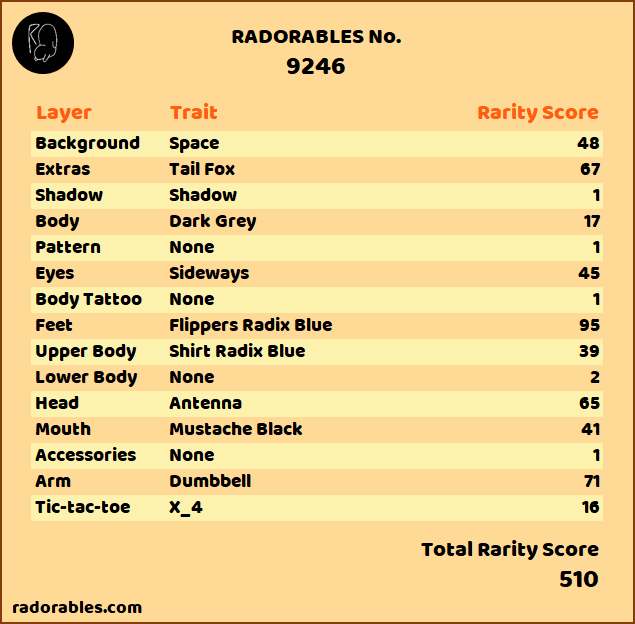 RADORABLES No.
9246
Layer Trait Rarity Score
Background Space 48
Extras Tail Fox 67
Shadow Shadow 1
Body Dark Grey 17
Pattern None 1
Eyes Sideways 45
Body Tattoo None 1
Feet Flippers Radix Blue 95
Upper Body Shirt Radix Blue 39
Lower Body None 2
Head Antenna 65
Mouth Mustache Black 41
Accessories None 1
Arm Dumbbell 71
Tic-tac-toe X_4 16
Total Rarity Score
510
radorables.com